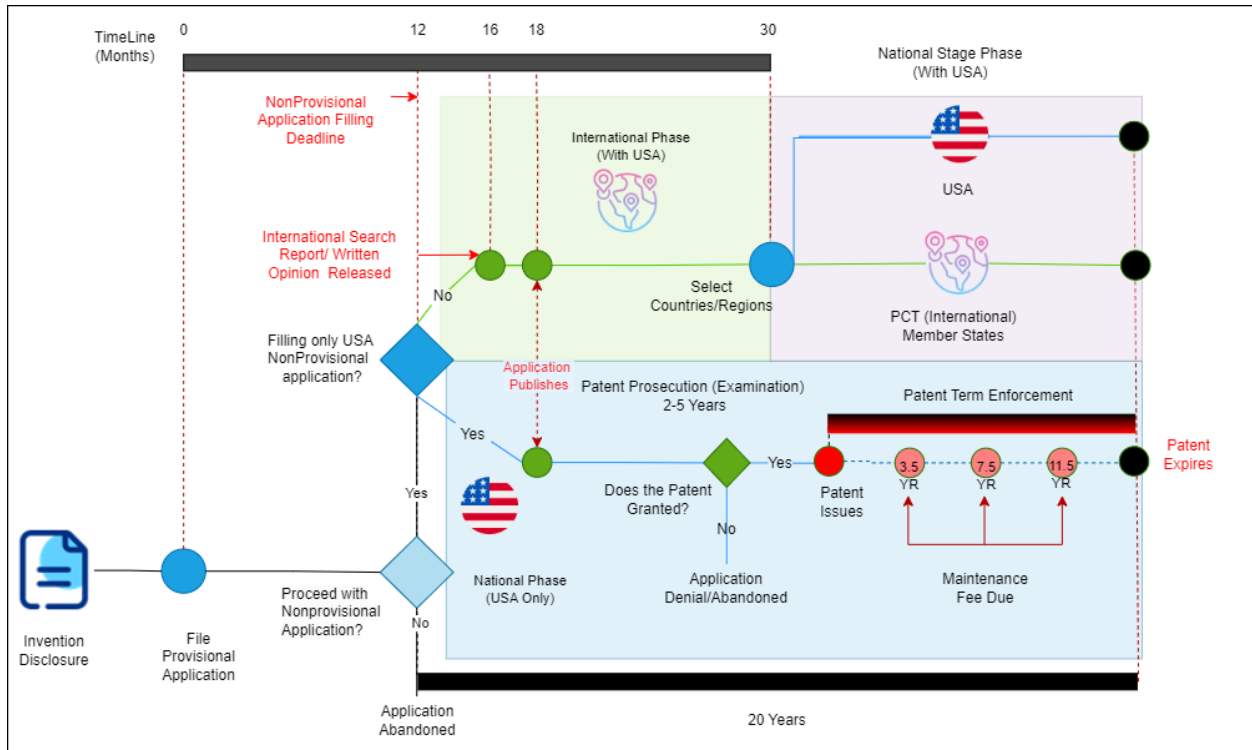 TimeLine
(Months)
0
12
16
18
30
National Stage Phase
(With USA)
NonProvisional
Application Filling
Deadline
International Phase
(With USA)
USA
International Search
Report/ Written
Opinion Released
No
Select
Countries/Regions
PCT (International)
Member States
Filling only USA
NonProvisional
application?
Application
Publishes
Patent Prosecution (Examination)
2-5 Years
Patent Term Enforcement
Yes
Yes
3.5
YR
7.5
YR
11.5
YR
Patent
Expires
Does the Patent
Granted?
Patent
Issues
Yes
No
National Phase
(USA Only)
Application
Denial/Abandoned
Maintenance
Fee Due
Proceed with
Nonprovisional
Application?
No
Invention
Disclosure
File
Provisional
Application
Application
Abandoned
20 Years